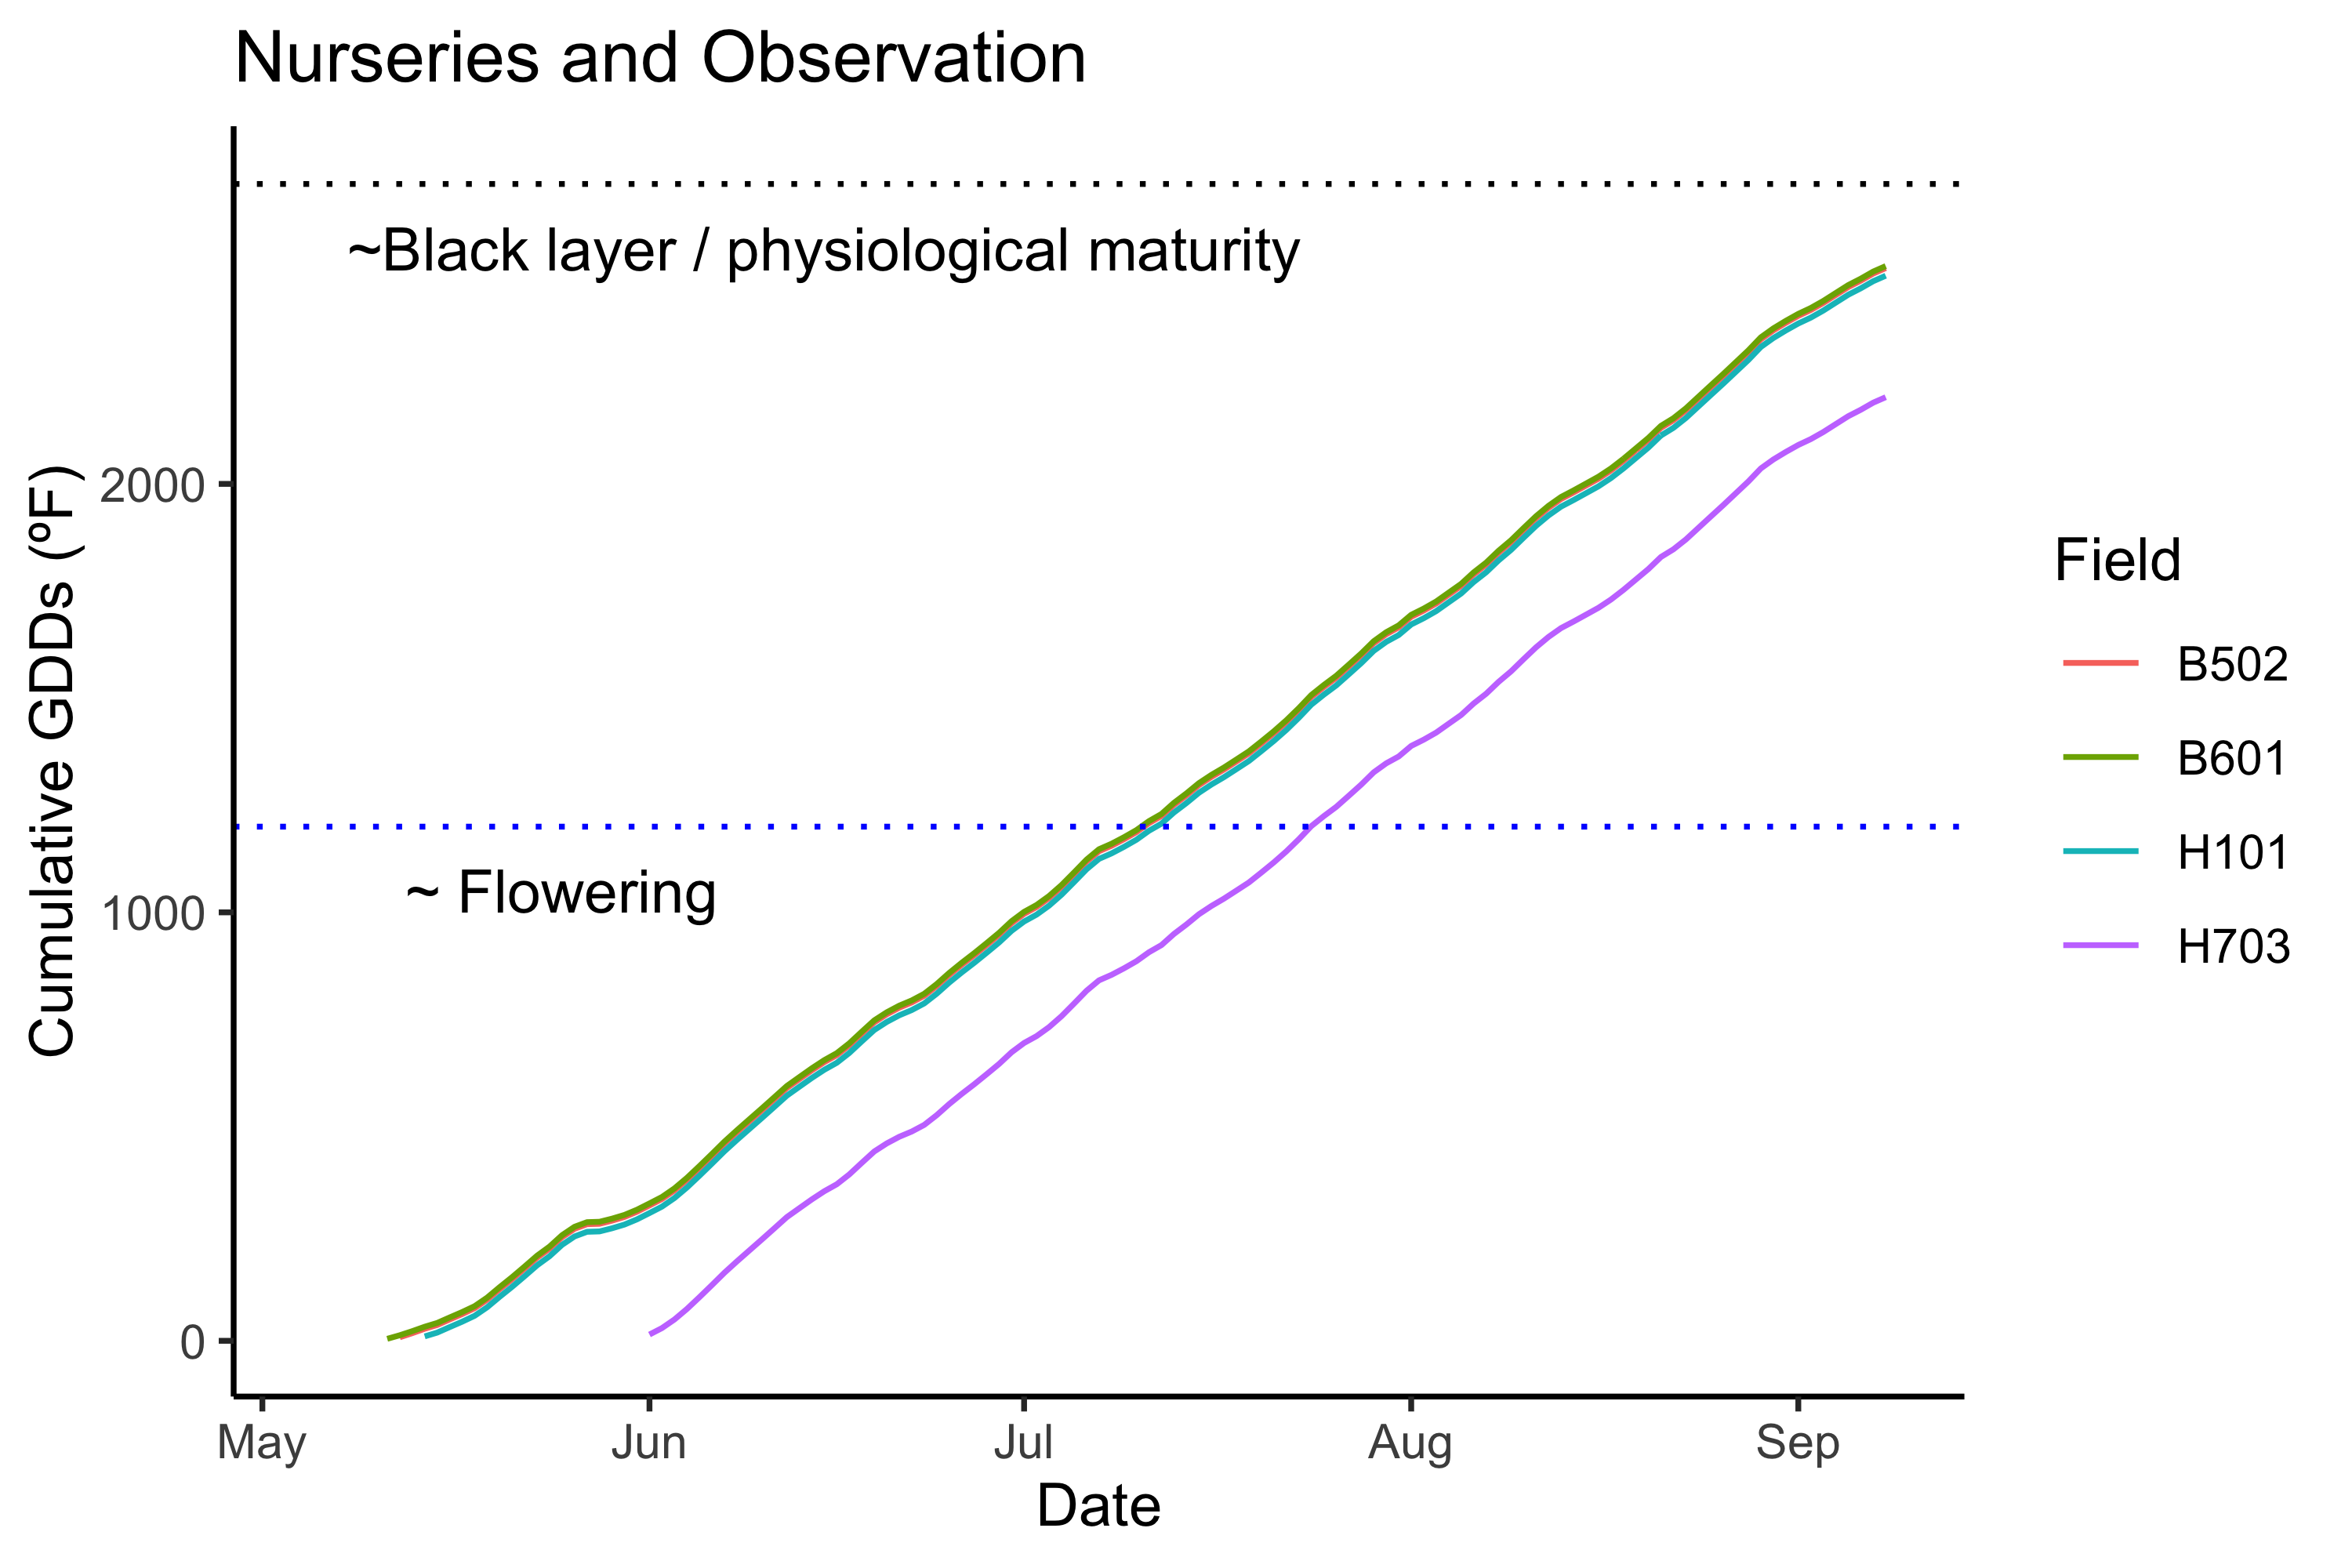 Nurseries and Observation
~Black layer / physiological maturity
~ Flowering
Cumulative GDDs (ºF)
2000
1000
0
May Jun Jul Aug Sep
Date
Field
B502
B601
H101
H703